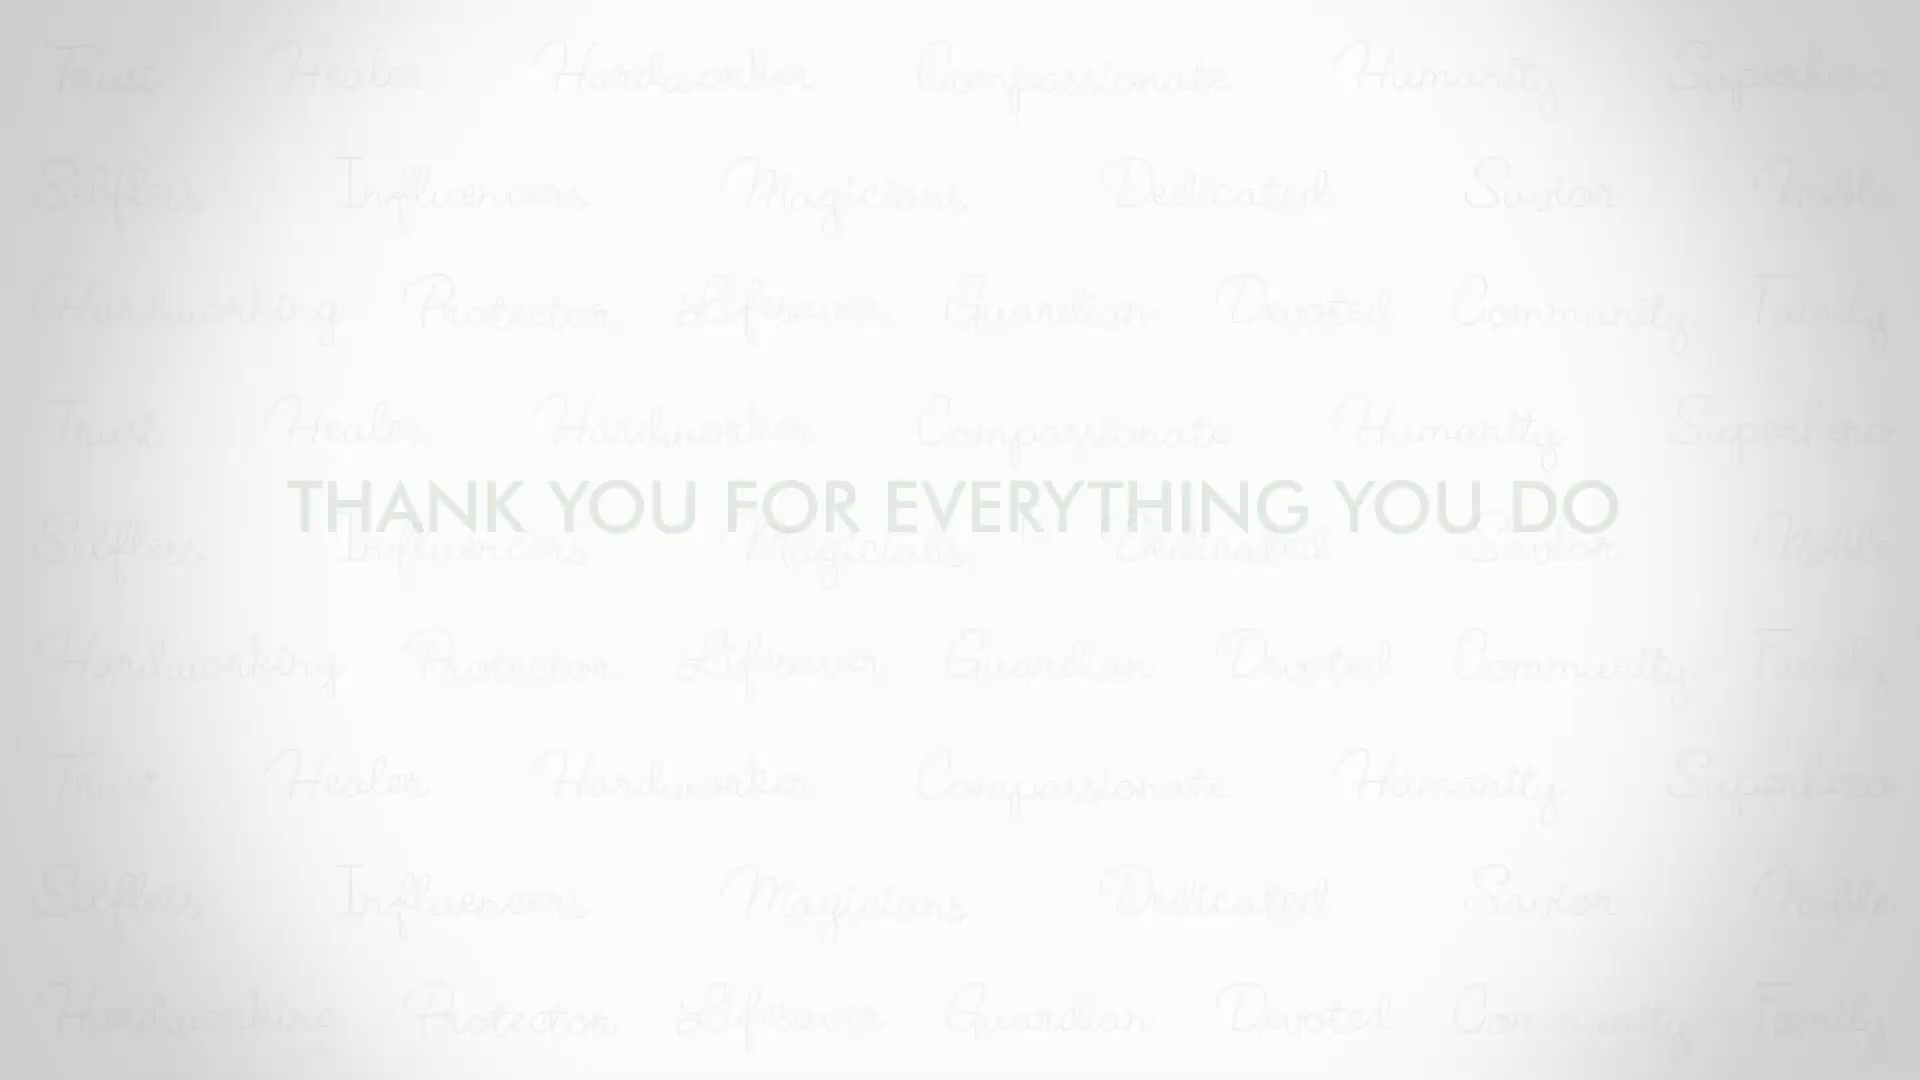 Trust Healer Hardworker Compassionate Humanity Superhero
Selfless Influencers Magicians Dedicated Savior Noble
Hardworking Protector Lifesaver Guardian Devoted Community Family
Trust Healer Hardworker Compassionate Humanity Superhero
THANK YOU FOR EVERYTHING YOU DO
Selfless Influencers Magicians Dedicated Savior Noble
Hardworking Protector Lifesaver Guardian Devoted Community Family
Trust Healer Hardworker Compassionate Humanity Superhero
Selfless Influencers Magicians Dedicated Savior Noble
Hardworking Protector Lifesaver Guardian Devoted Community Family